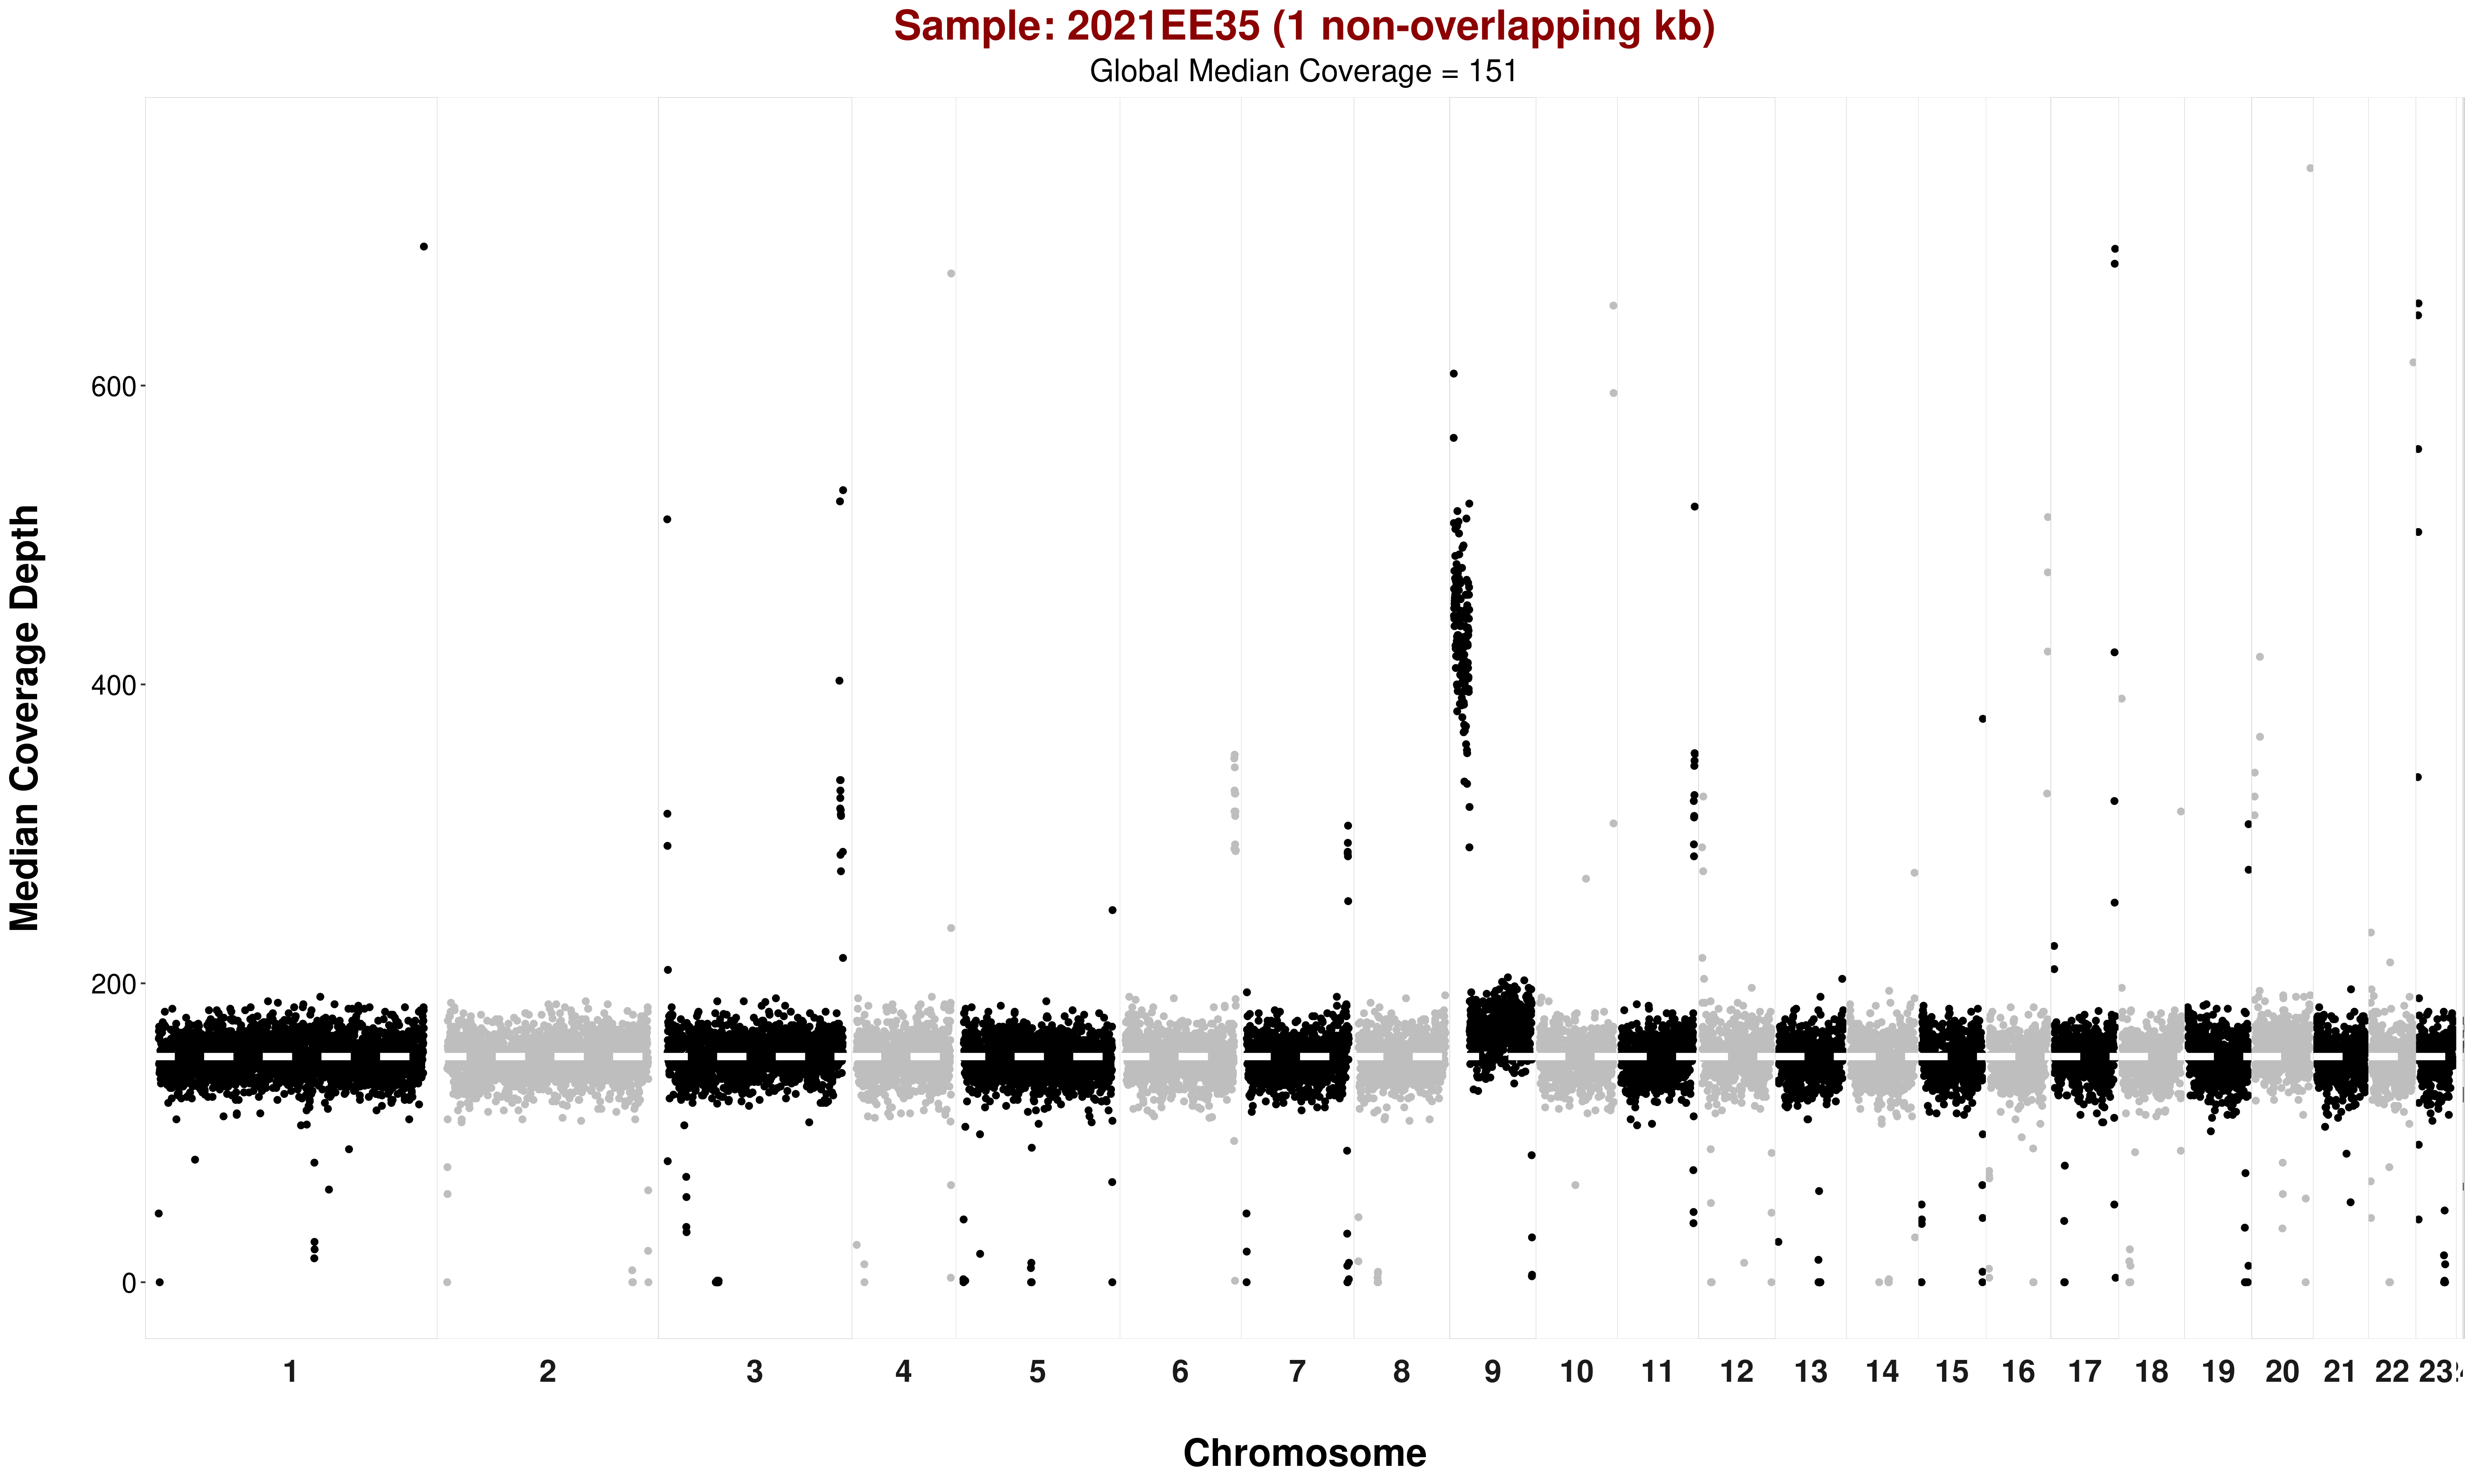 Sample: 2021EE35 (1 non-overlapping kb)
Global Median Coverage = 151
Median Coverage Depth
600
400
200
0
1 2 3 4 5 6 7 8 9 10 11 12 13 14 15 16 17 18 19 20 21 22 23
Chromosome